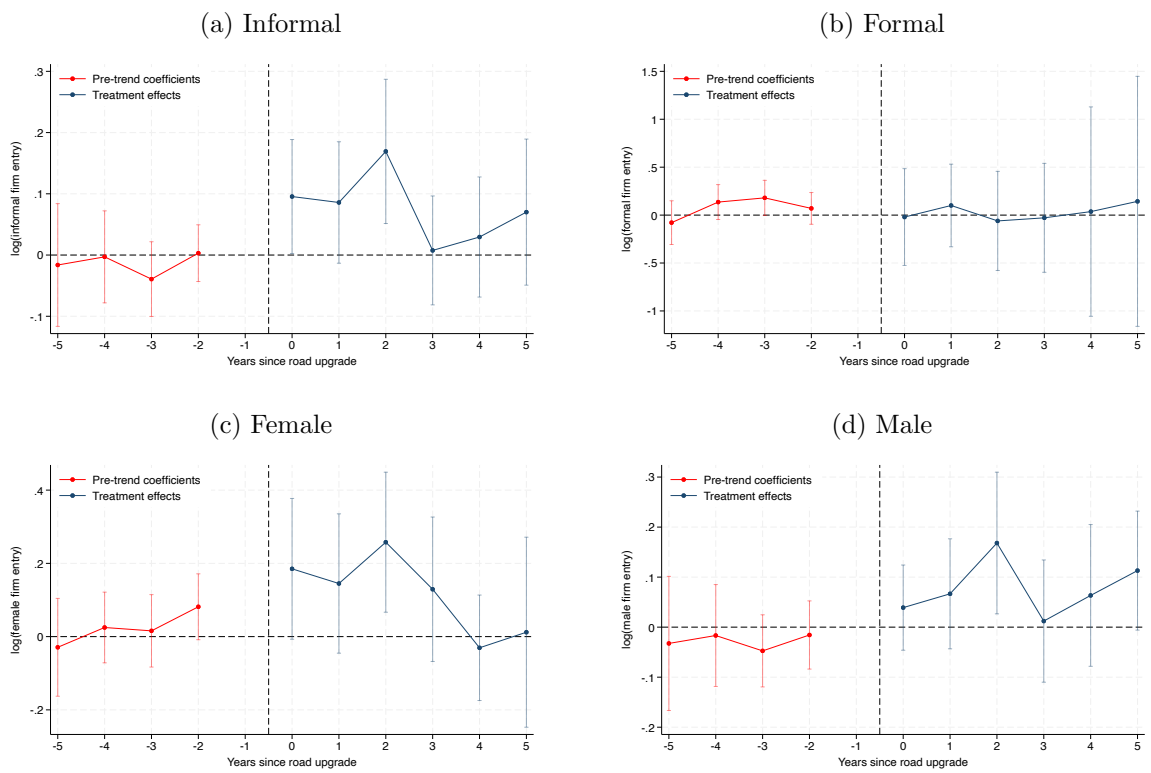 (a) Informal
Pre-trend coefficients
Treatment effects
.3
.2
.1
0
-.1
log(informal firm entry)
-5 -4 -3 -2 -1 0 1 2 3 4 5
Years since road upgrade
(b) Formal
Pre-trend coefficients
Treatment effects
1.5
1
.5
0
-.5
-1
log(formal firm entry)
-5 -4 -3 -2 -1 0 1 2 3 4 5
Years since road upgrade
(c) Female
Pre-trend coefficients
Treatment effects
.4
.2
0
-.2
log(female firm entry)
-5 -4 -3 -2 -1 0 1 2 3 4 5
Years since road upgrade
(d) Male
Pre-trend coefficients
Treatment effects
.3
.2
.1
0
-.1
-.2
log(male firm entry)
-5 -4 -3 -2 -1 0 1 2 3 4 5
Years since road upgrade